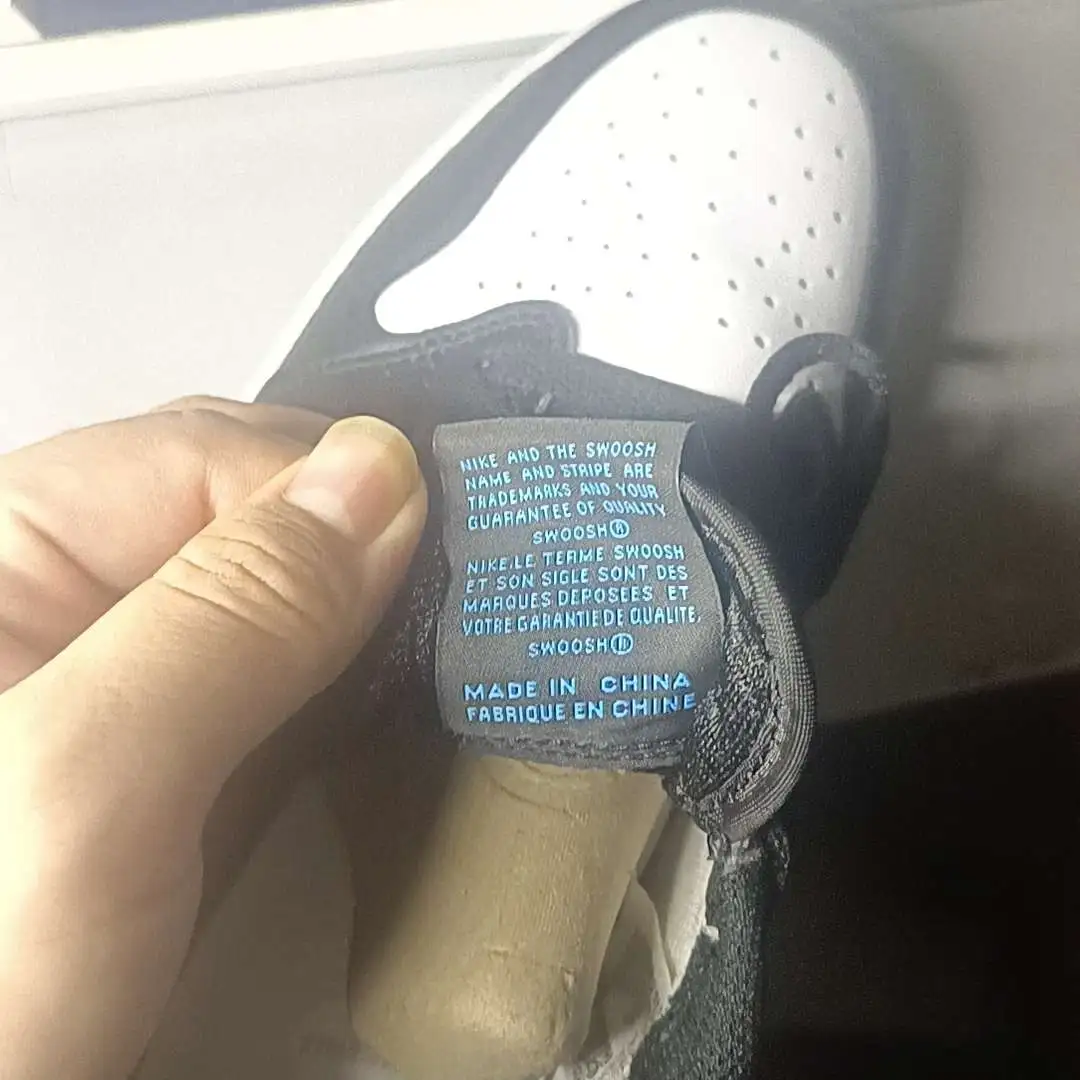 NIKE AND THE SWOOSH
NAME AND STRIPE ARE
TRADEMARKS AND YOUR
GUARANTEE OF QUALITY
SWOOSH®
NIKE,LE TERME SWOOSH
ET SON SIGLE SONT DES
MARQUES DEPOSEES ET
VOTRE GARANTIE DE QUALITE,
SWOOSH®
MADE IN CHINA
FABRIQUE EN CHINE